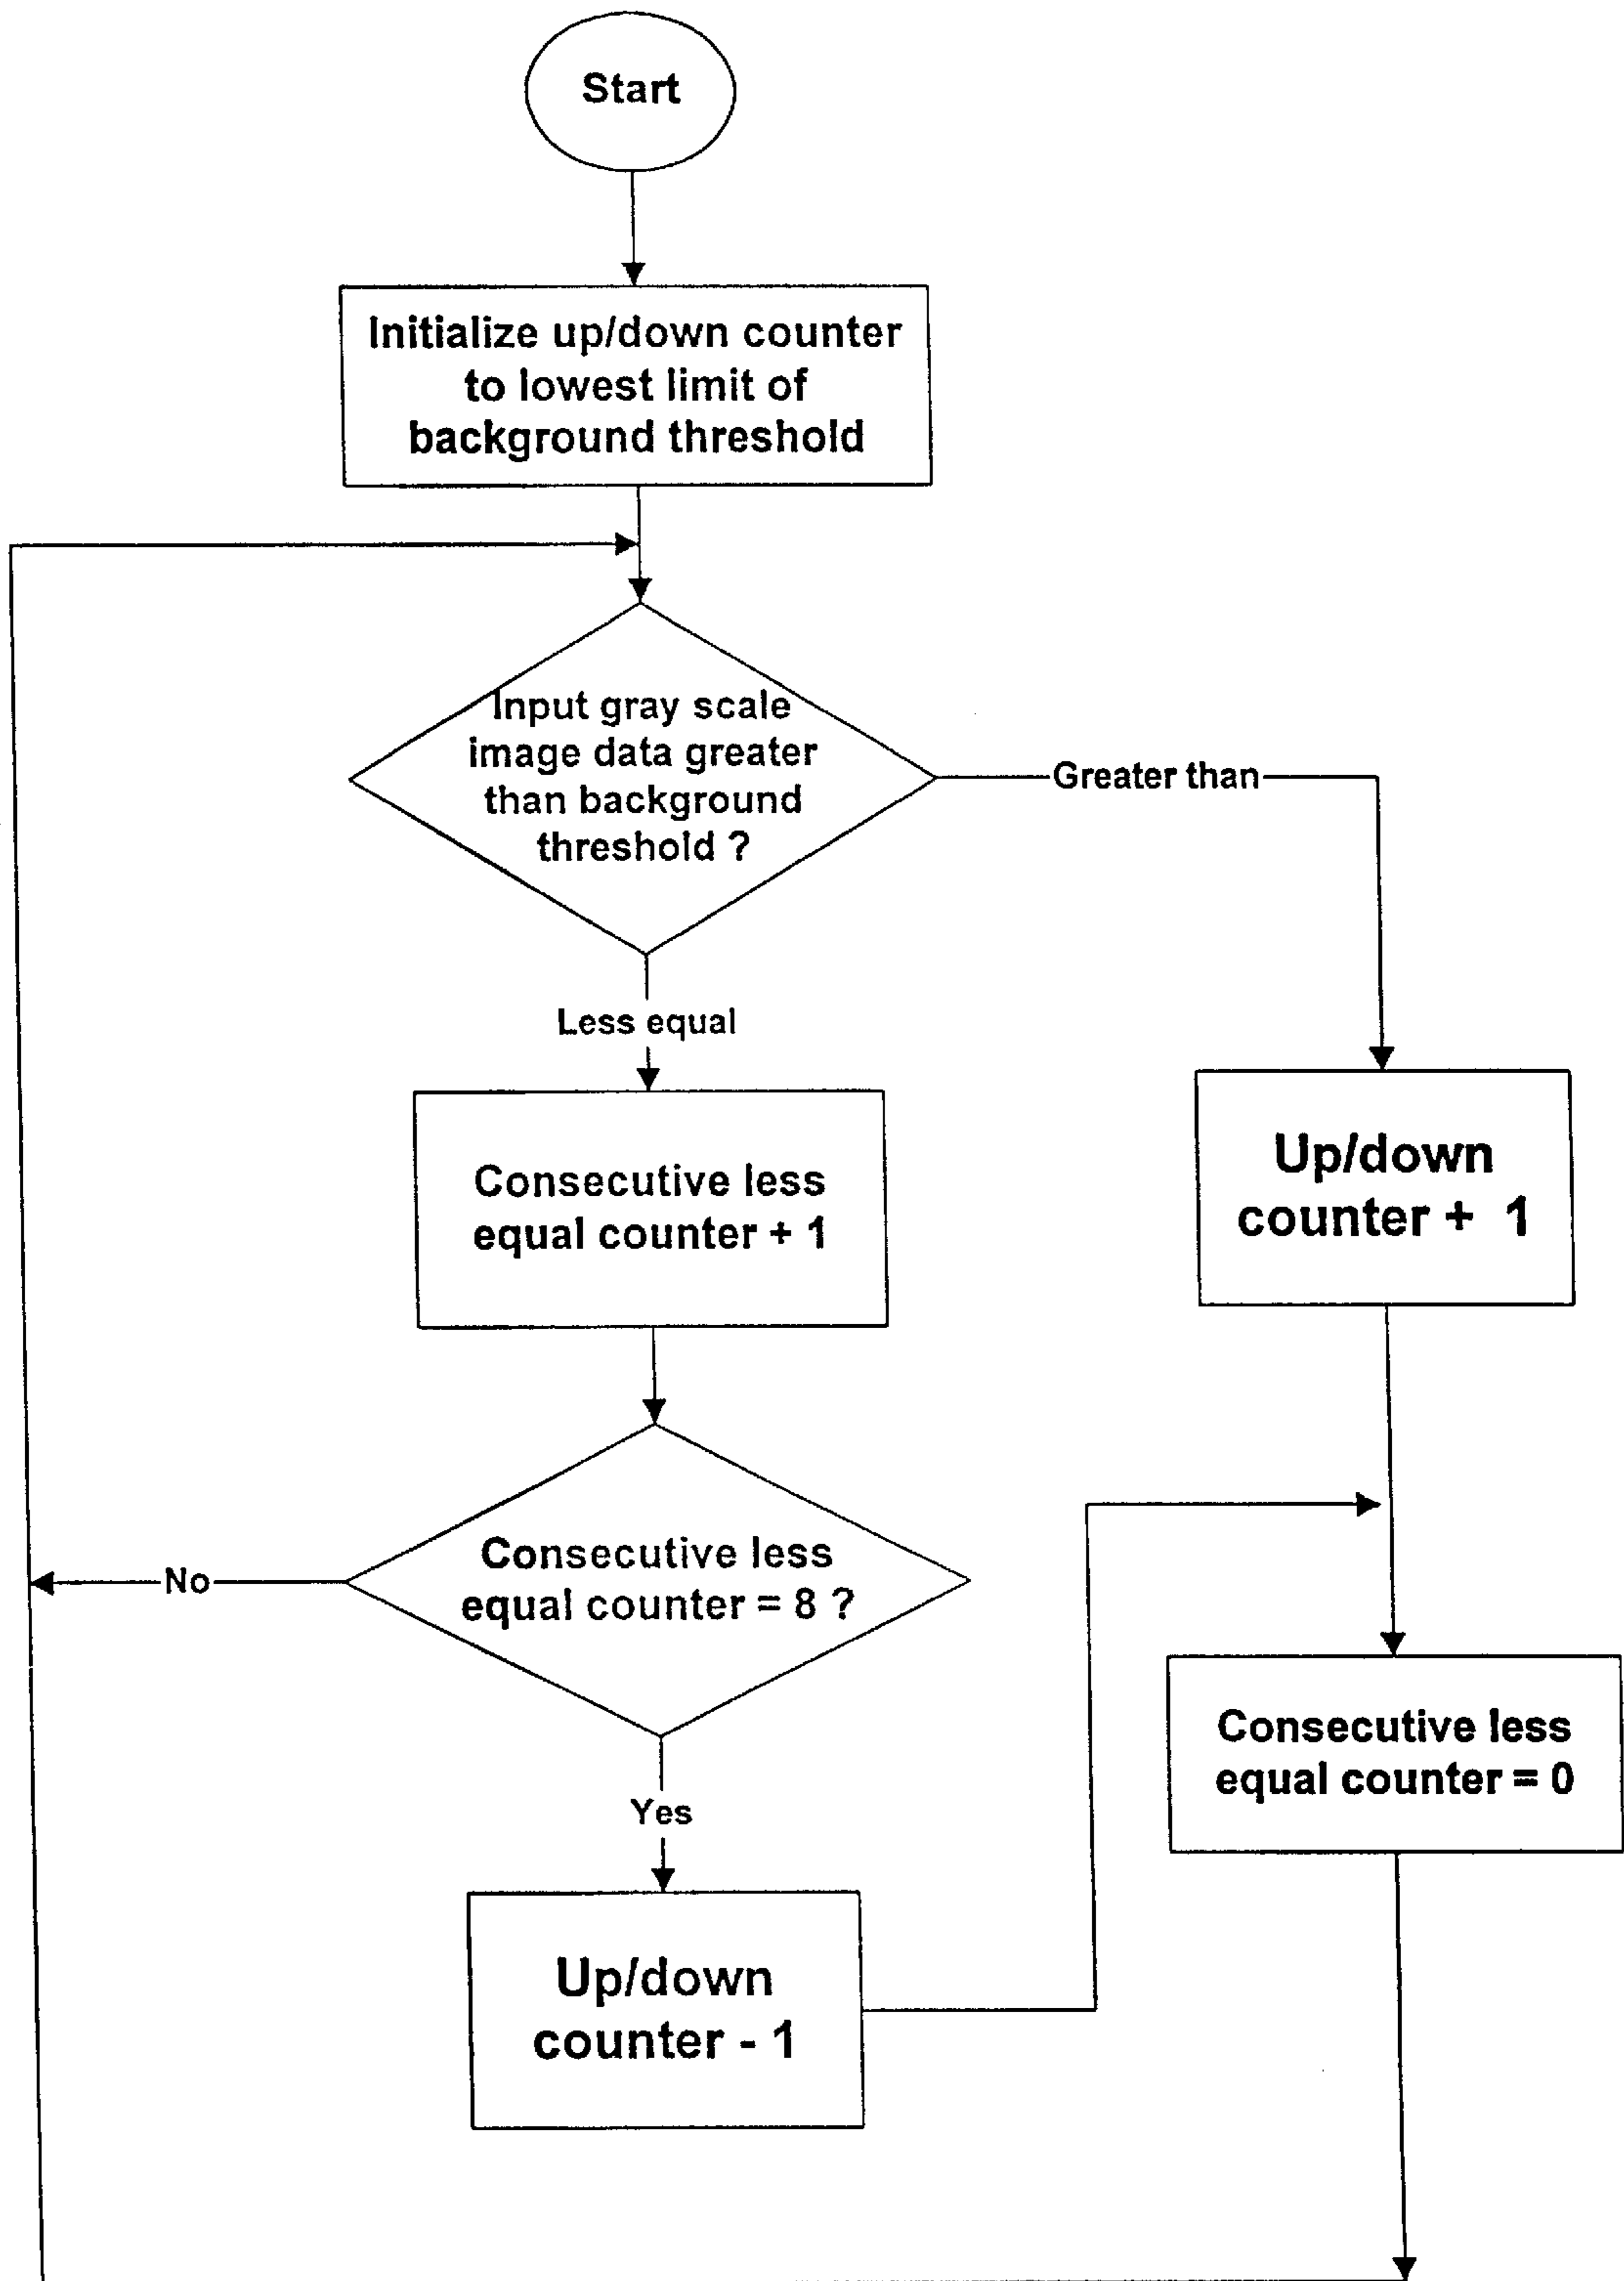 Start
Initialize up/down counter
to lowest limit of
background threshold
Input gray scale
image data greater
than background
threshold ?
Greater than
Less equal
Consecutive less
equal counter + 1
Up/down
counter + 1
Consecutive less
equal counter = 8 ?
No
Yes
Consecutive less
equal counter = 0
Up/down
counter - 1